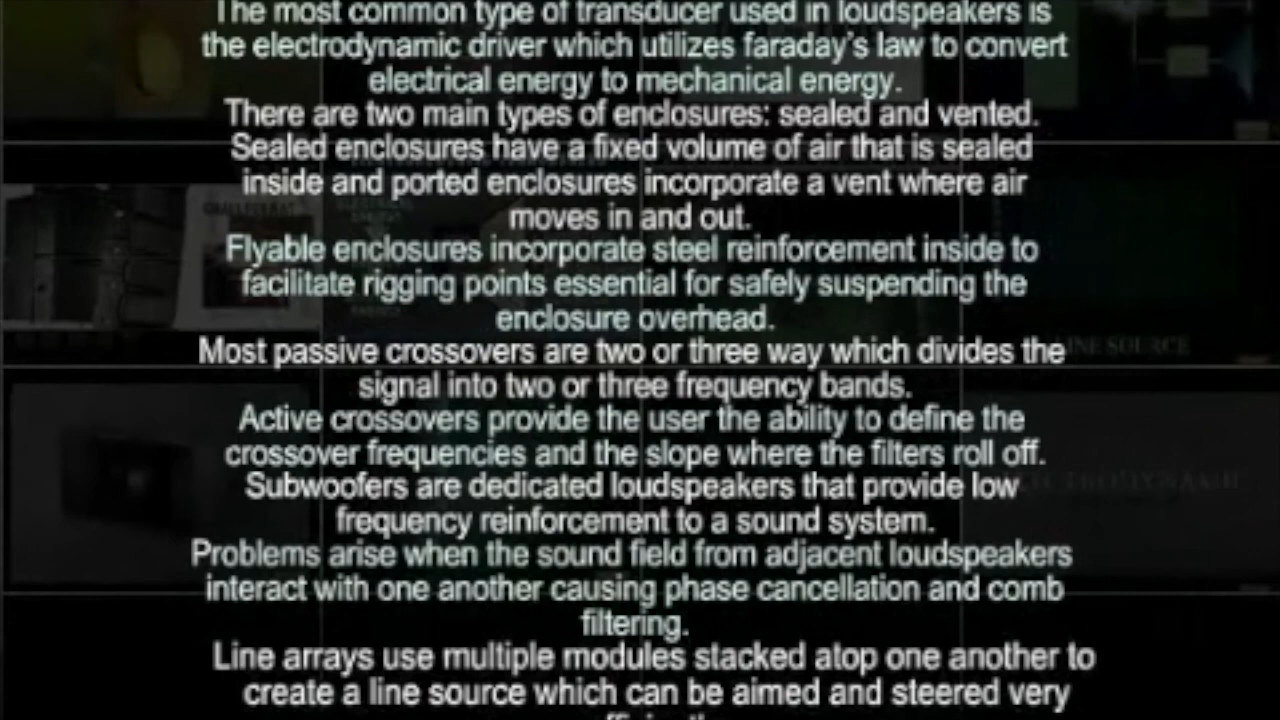 The most common type of transducer used in loudspeakers is
the electrodynamic driver which utilizes faraday's law to convert
electrical energy to mechanical energy.
There are two main types of enclosures: sealed and vented.
Sealed enclosures have a fixed volume of air that is sealed
inside and ported enclosures incorporate a vent where air
moves in and out.
Flyable enclosures incorporate steel reinforcement inside to
facilitate rigging points essential for safely suspending the
enclosure overhead.
Most passive crossovers are two or three way which divides the
signal into two or three frequency bands.
Active crossovers provide the user the ability to define the
crossover frequencies and the slope where the filters roll off.
Subwoofers are dedicated loudspeakers that provide low
frequency reinforcement to a sound system.
Problems arise when the sound field from adjacent loudspeakers
interact with one another causing phase cancellation and comb
filtering.
Line arrays use multiple modules stacked atop one another to
create a line source which can be aimed and steered very
LINE SOURCE